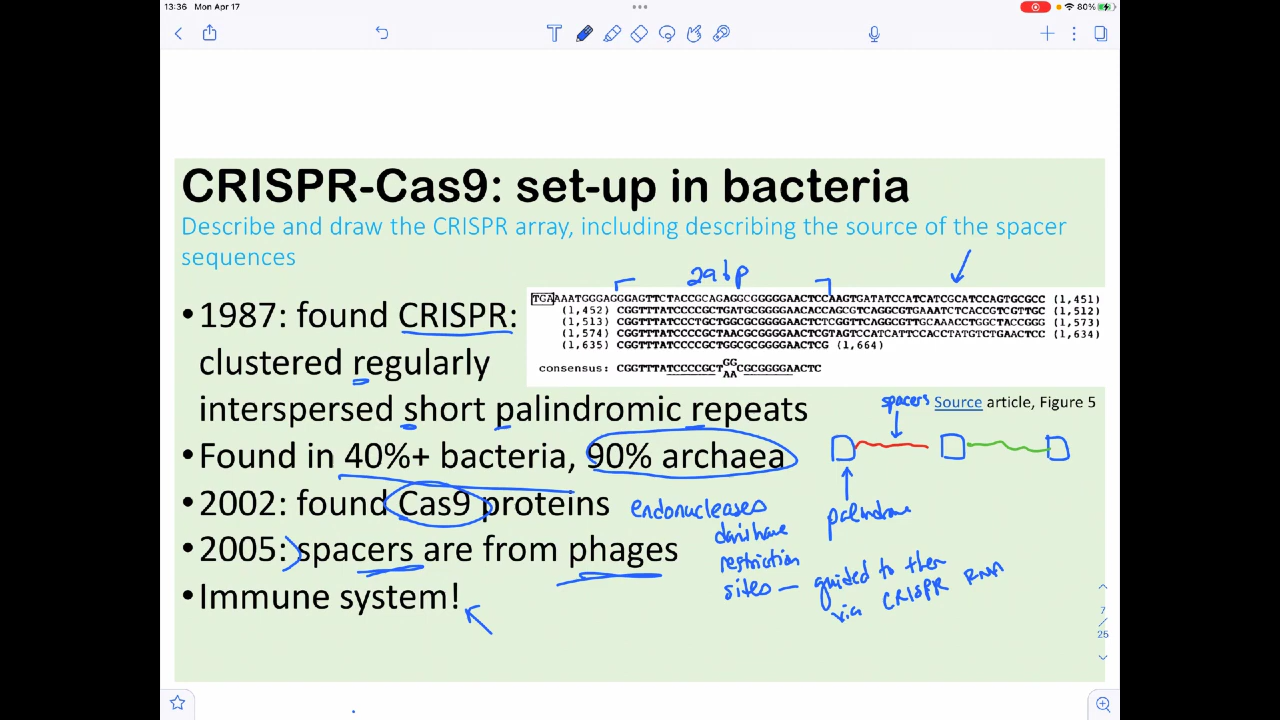 13:36 Mon Apr 17
80%
CRISPR-Cas9: set-up in bacteria
Describe and draw the CRISPR array, including describing the source of the spacer
sequences
29 bp
• 1987: found CRISPR:
clustered regularly
interspersed short palindromic repeats
TGAAAATGGGAGGGAGTTCTACCGCAGAGGCGGGGGAACTCCAAGTGATATCCATCATCGCATCCAGTGCGCC (1,451)
(1,452) CGGTTTATCCCCGCTGATGCGGGGAACACCAGCGTCAGGCGTGAAATCTCACCGTCGTTGC (1,512)
(1,513) CGGTTTATCCCCGCTGGCGCGGGGAACTCTCGGTTCAGGCGTTGCAAACCTGGCTACCGGG (1,573)
(1,574) CGGTTTATCCCCGCTAACGCGGGGAACTCGTAGTCCATCATTCCACCTATGTCTGAACTCC (1,634)
(1,635) CGGTTTATCCCCGCTGGCGCGGGGAACTCG (1,664)
consensus: CGGTTTATCCCCGCTGGCGCGGGGAACTC
AA
spacers
Source article, Figure 5
• Found in 40%+ bacteria, 90% archaea
• 2002: found Cas9 proteins
endonucleases
don't have
restriction
sites – guided to them
via CRISPR RNA
palindrome
• 2005: spacers are from phages
• Immune system!
7
/
25